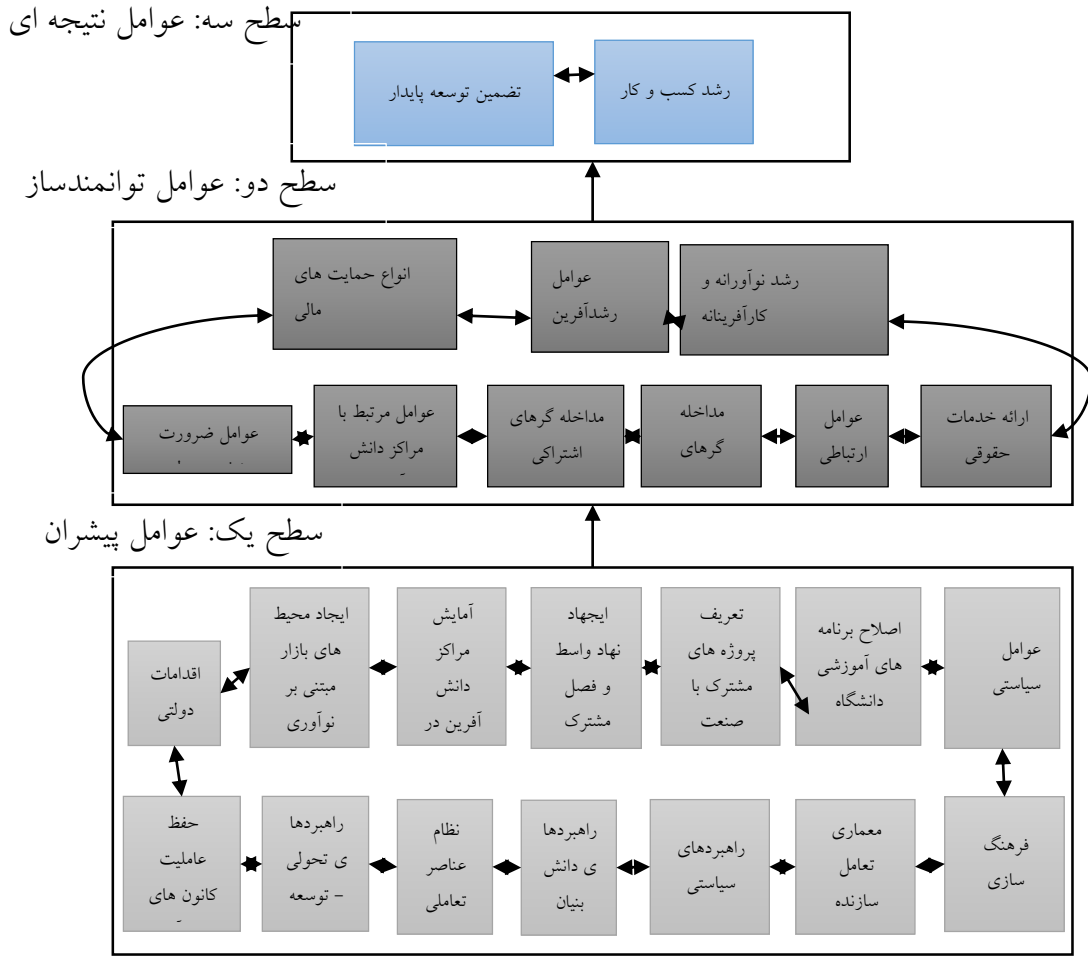 سطح سه: عوامل نتیجه ای
رشد کسب و کار
تضمین توسعه پایدار
سطح دو: عوامل توانمندساز
رشد نوآورانه و
کارآفرینانه
عوامل
رشدآفرین
انواع حمایت های
مالی
ارائه خدمات
حقوقی
عوامل
ارتباطی
مداخله
گرهای
مداخله گرهای
اشتراکی
عوامل مرتبط با
مراکز دانش
عوامل ضرورت
سطح یک: عوامل پیشران
عوامل
سیاستی
اصلاح برنامه
های آموزشی
دانشگاه
تعریف
پروژه های
مشترک با
صنعت
ایجهاد
نهاد واسط
و فصل
مشترک
آمایش
مراکز
دانش
آفرین در
ایجاد محیط
های بازار
مبتنی بر
نوآوری
اقدامات
دولتی
فرهنگ
سازی
معماری
تعامل
سازنده
راهبردهای
سیاستی
راهبردها
ی دانش
بنیان
نظام
عناصر
تعاملی
راهبردها
ی تحولی
– توسعه
حفظ
عاملیت
کانون های